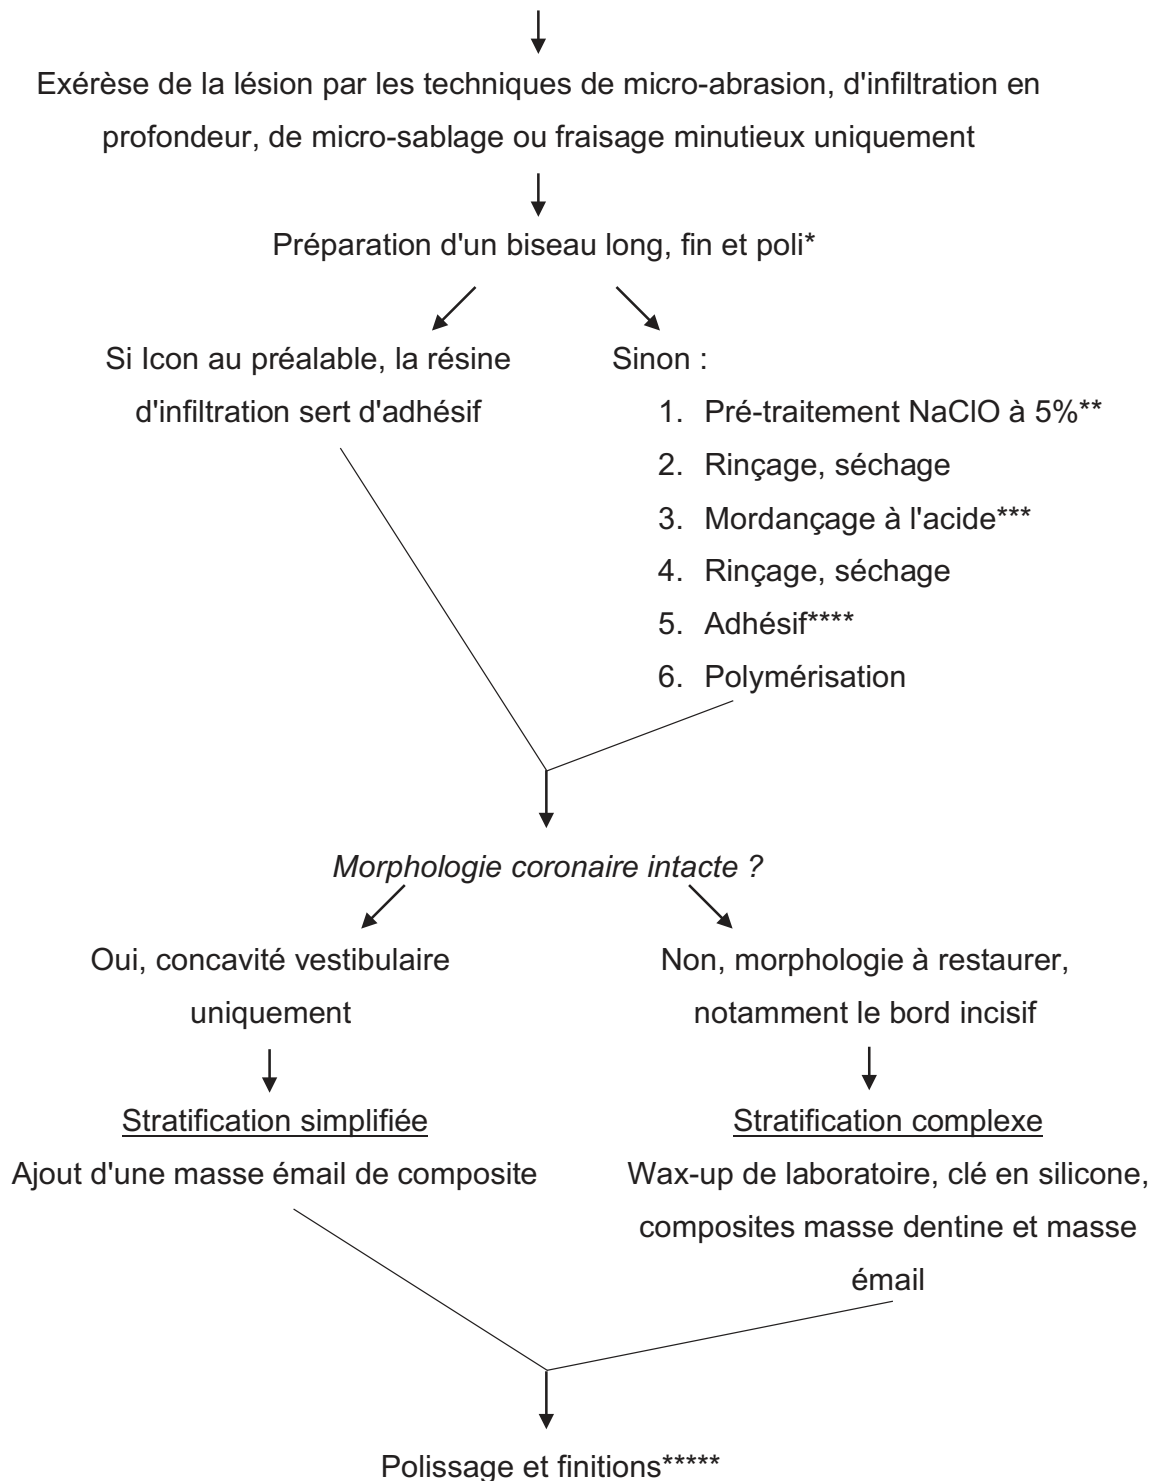 Exérèse de la lésion par les techniques de micro-abrasion, d'infiltration en
profondeur, de micro-sablage ou fraisage minutieux uniquement
Préparation d'un biseau long, fin et poli*
Si Icon au préalable, la résine
d'infiltration sert d'adhésif
Sinon :
1. Pré-traitement NaClO à 5%**
2. Rinçage, séchage
3. Mordançage à l'acide***
4. Rinçage, séchage
5. Adhésif****
6. Polymérisation
Morphologie coronaire intacte ?
Oui, concavité vestibulaire
uniquement
Non, morphologie à restaurer,
notamment le bord incisif
Stratification simplifiée
Ajout d'une masse émail de composite
Stratification complexe
Wax-up de laboratoire, clé en silicone,
composites masse dentine et masse
émail
Polissage et finitions*****